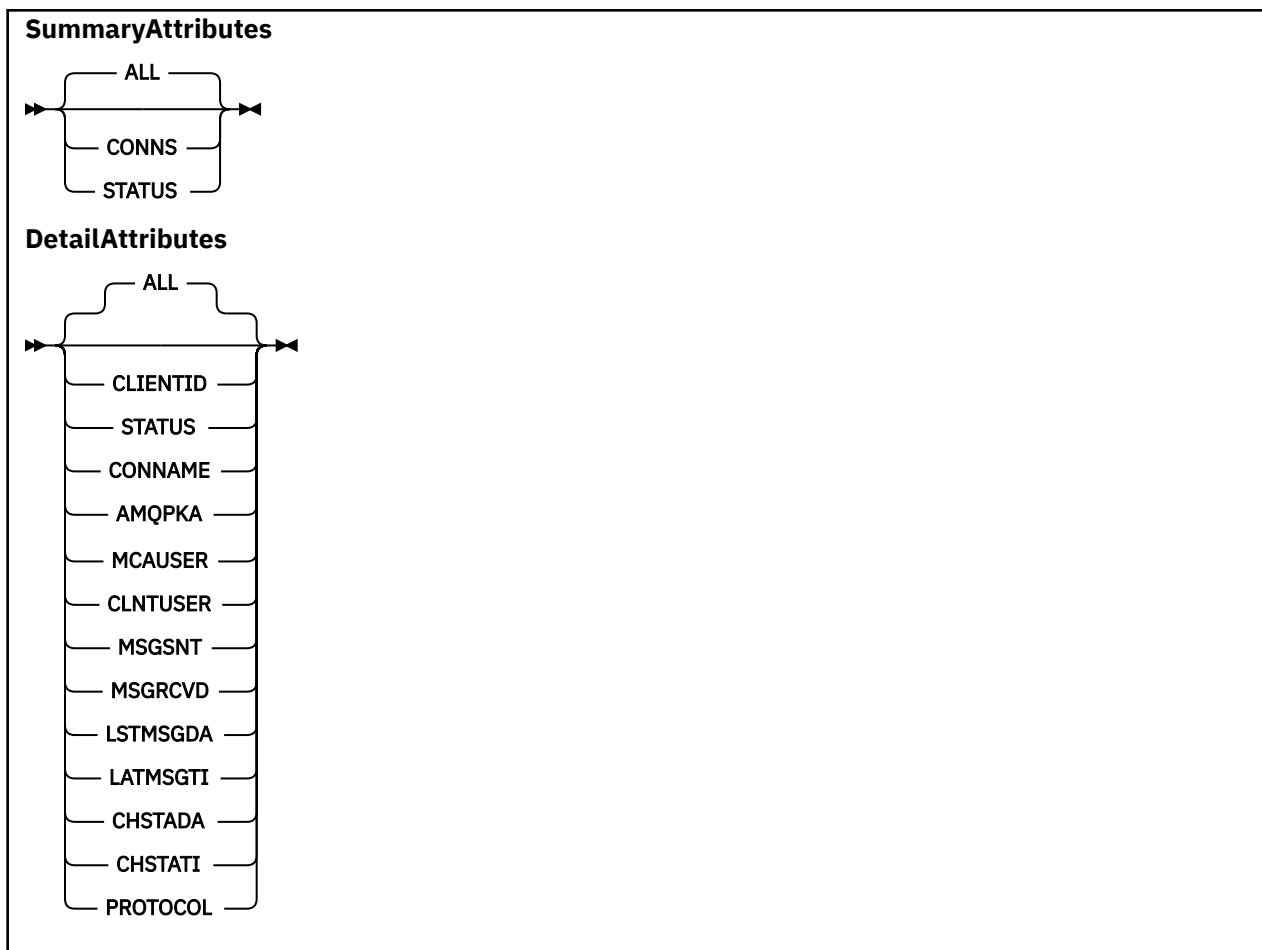 SummaryAttributes
ALL
CONNS
STATUS
DetailAttributes
ALL
CLIENTID
STATUS
CONNAME
AMQPKA
MCAUSER
CLNTUSER
MSGSNT
MSGRCVD
LSTMSGDA
LATMSGTI
CHSTADA
CHSTATI
PROTOCOL